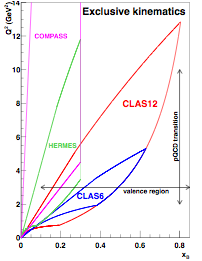 Exclusive kinematics
Q² (GeV²)
14
12
10
8
6
4
2
0
COMPASS
HERMES
CLAS12
CLAS6
pQCD transition
valence region
0 0.2 0.4 0.6 0.8
x_B